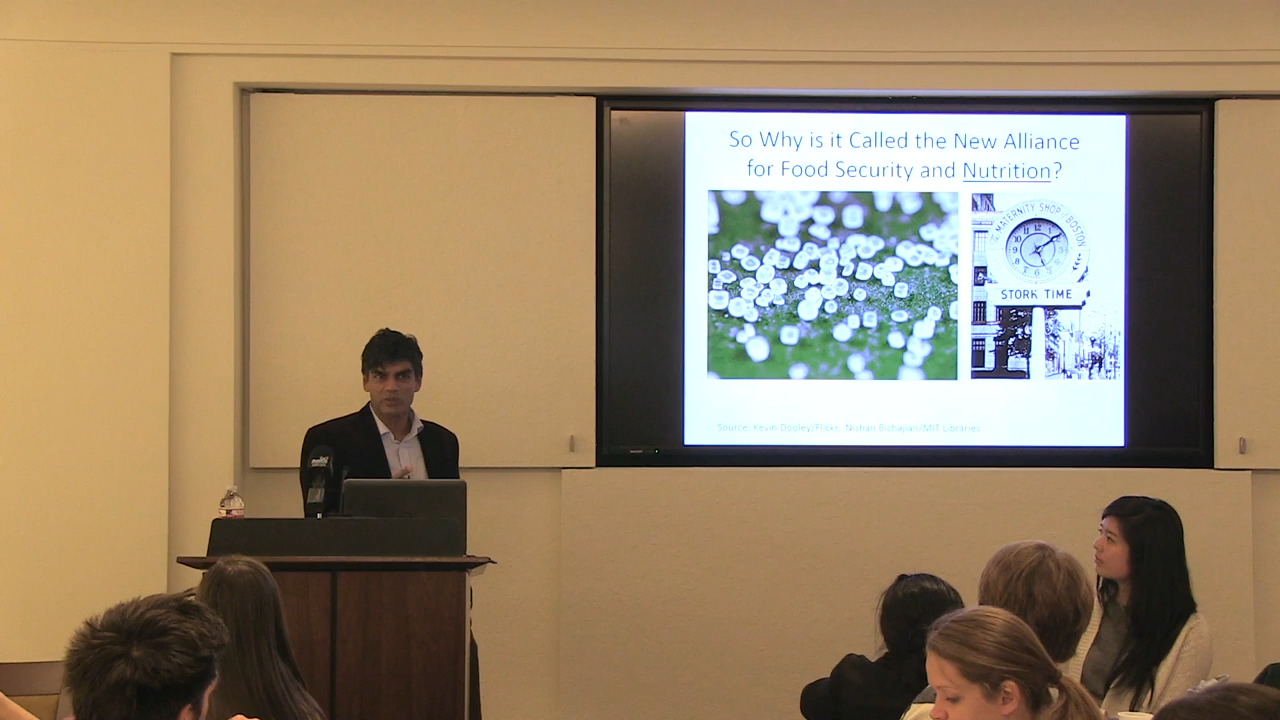 So Why is it Called the New Alliance
for Food Security and Nutrition?
MATERNITY SHOP / BOSTON
STORK TIME
Source: Kevin Dooley/Flickr, Nishan Bichajian/MIT Libraries